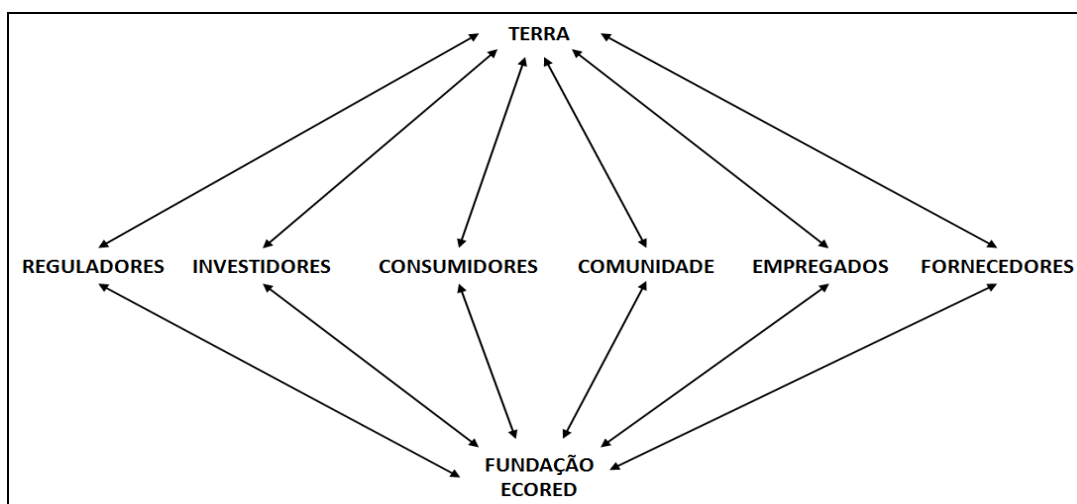 TERRA
REGULADORES INVESTIDORES CONSUMIDORES COMUNIDADE EMPREGADOS FORNECEDORES
FUNDAÇÃO
ECORED